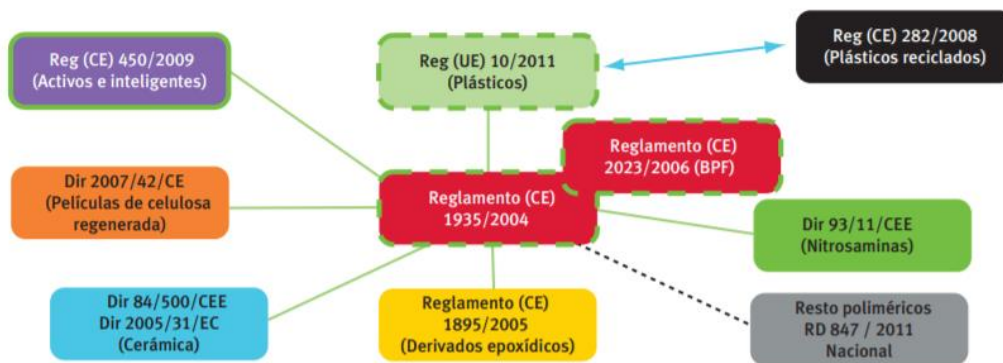 Reg (CE) 450/2009
(Activos e inteligentes)
Reg (UE) 10/2011
(Plásticos)
Reg (CE) 282/2008
(Plásticos reciclados)
Reglamento (CE)
2023/2006 (BPF)
Dir 2007/42/CE
(Películas de celulosa
regenerada)
Reglamento (CE)
1935/2004
Dir 93/11/CEE
(Nitrosaminas)
Dir 84/500/CEE
Dir 2005/31/EC
(Cerámica)
Reglamento (CE)
1895/2005
(Derivados epoxídicos)
Resto poliméricos
RD 847 / 2011
Nacional